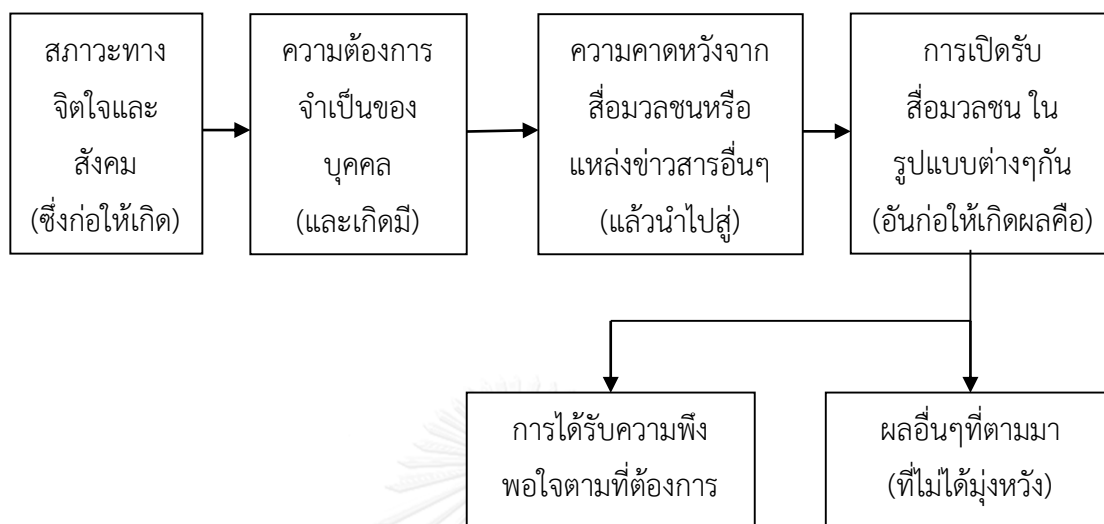 สภาวะทาง
จิตใจและ
สังคม
(ซึ่งก่อให้เกิด)
ความต้องการ
จำเป็นของ
บุคคล
(และเกิดมี)
ความคาดหวังจาก
สื่อมวลชนหรือ
แหล่งข่าวสารอื่นๆ
(แล้วนำไปสู่)
การเปิดรับ
สื่อมวลชน ใน
รูปแบบต่างๆกัน
(อันก่อให้เกิดผลคือ)
การได้รับความพึง
พอใจตามที่ต้องการ
ผลอื่นๆที่ตามมา
(ที่ไม่ได้มุ่งหวัง)